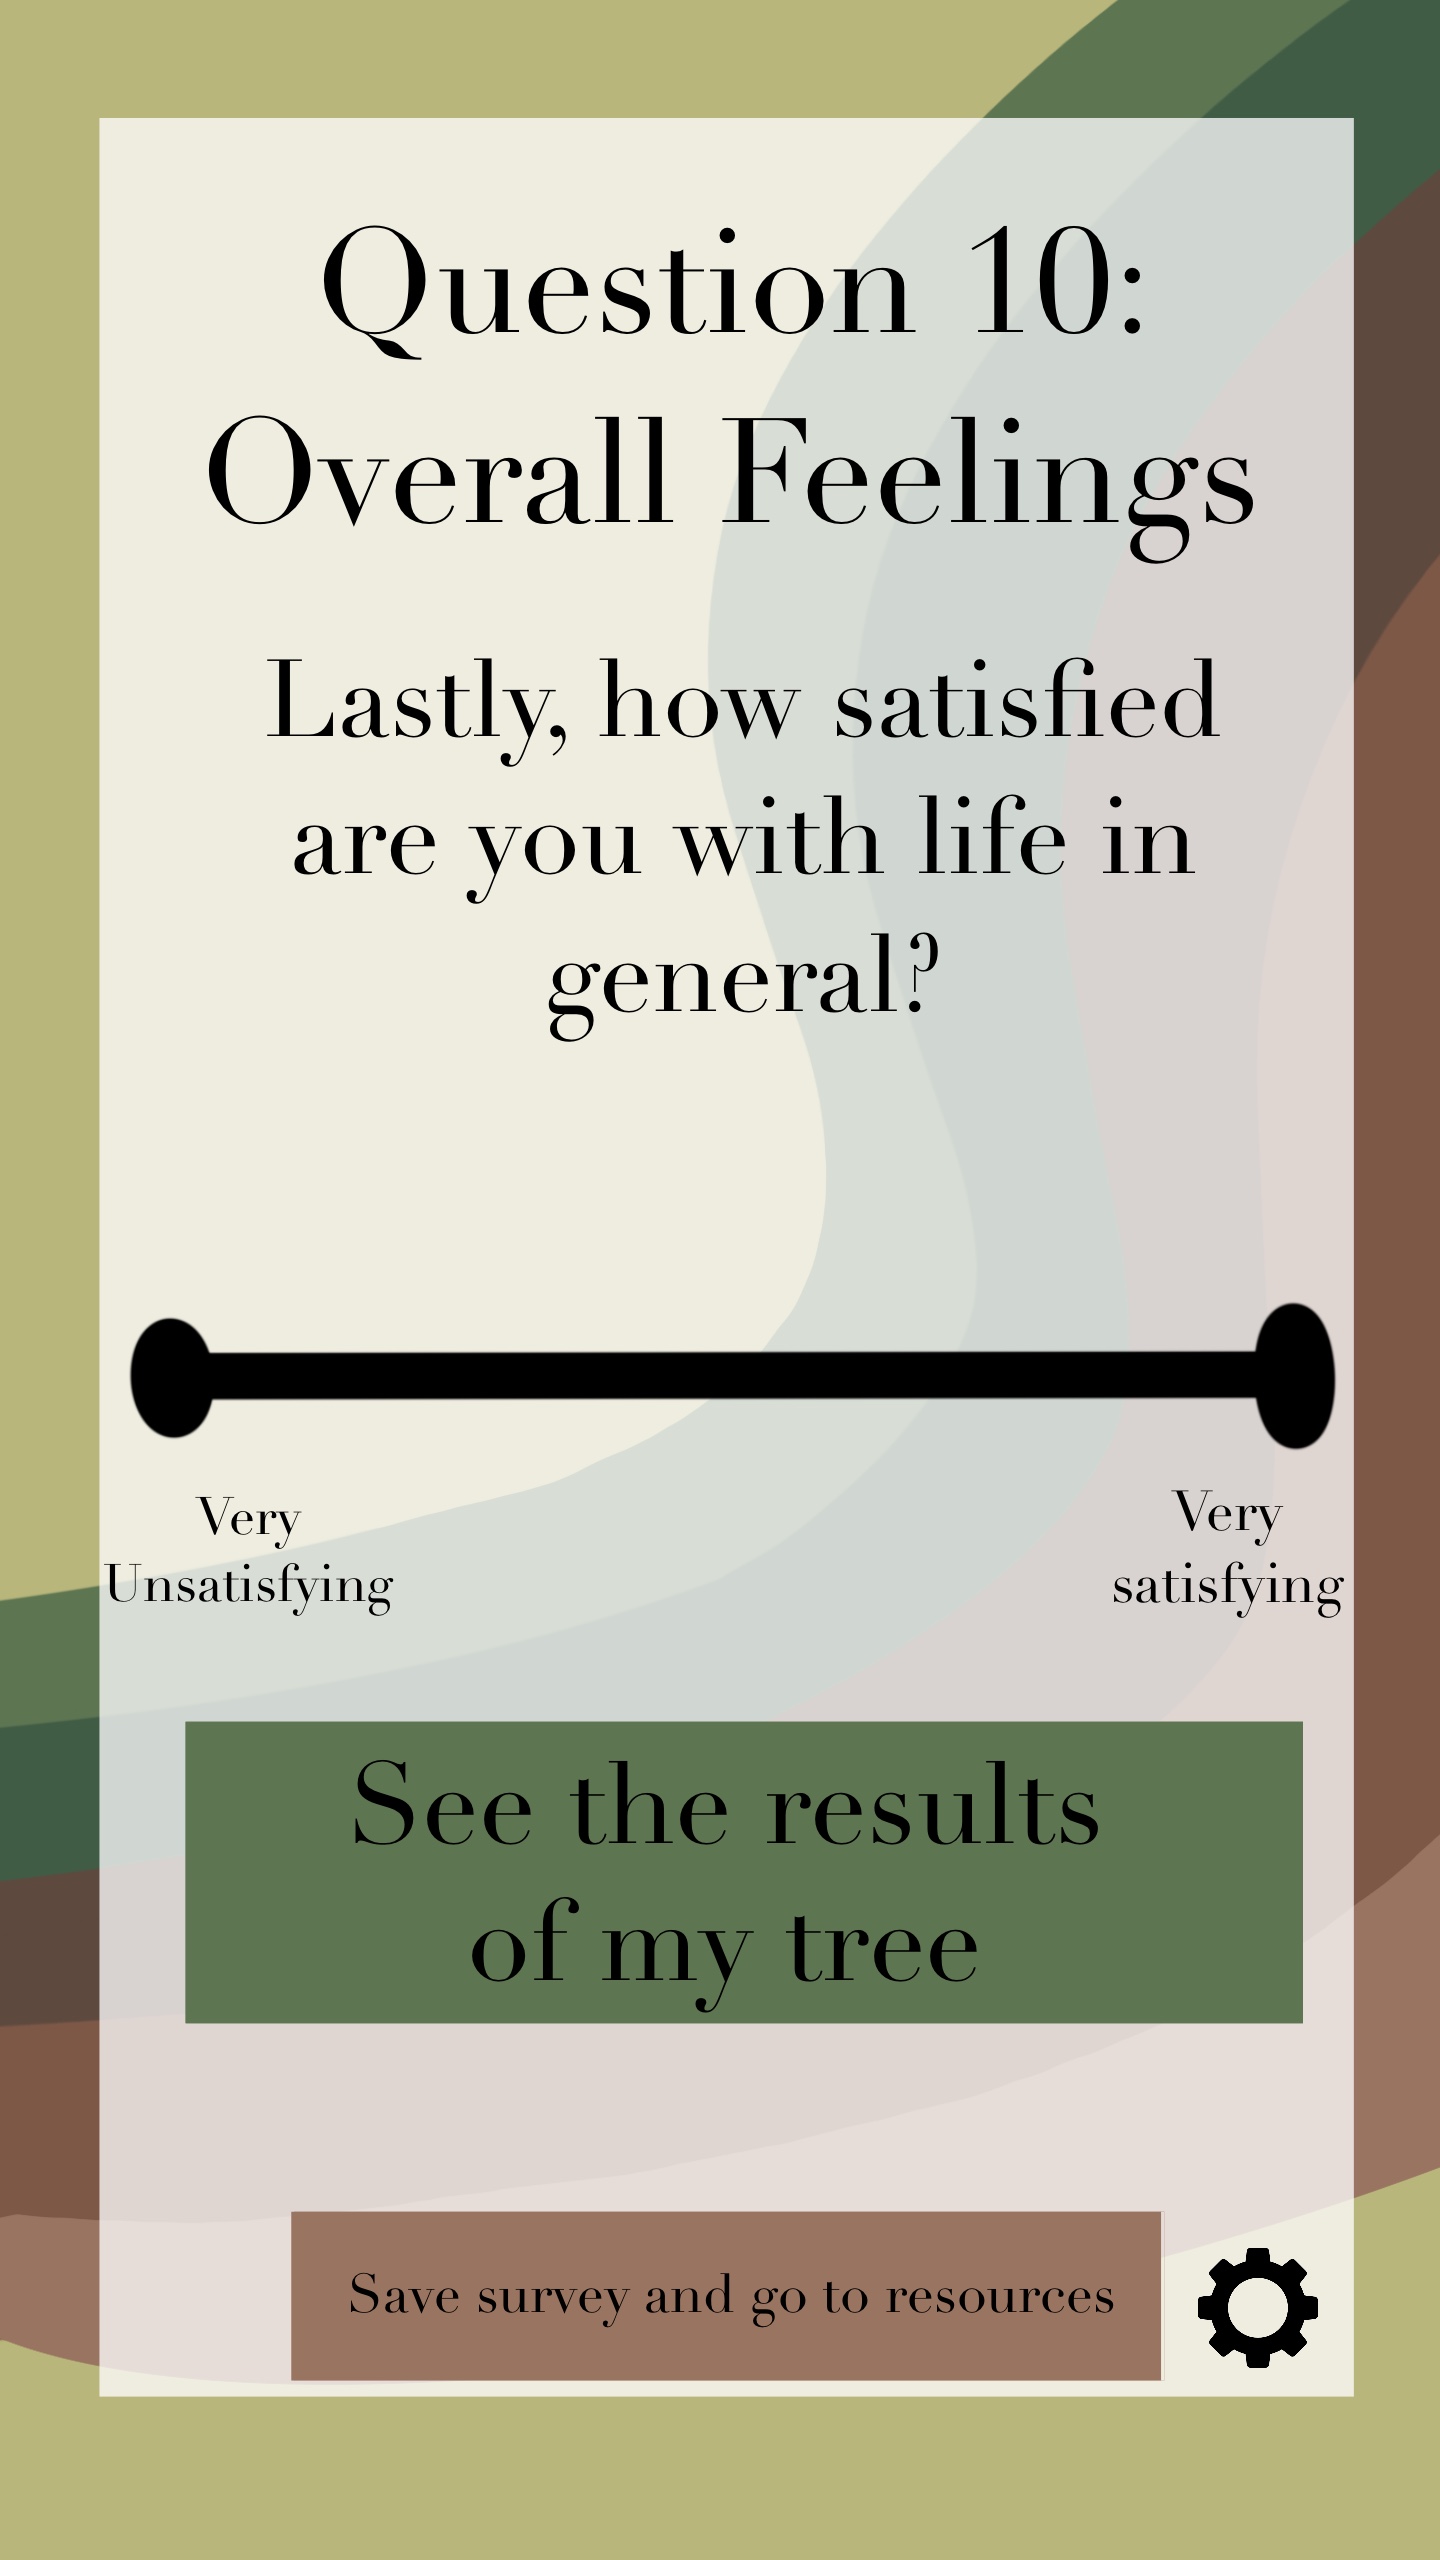 Question 10:
Overall Feelings
Lastly, how satisfied
are you with life in
general?
Very
Unsatisfying
Very
satisfying
See the results
of my tree
Save survey and go to resources